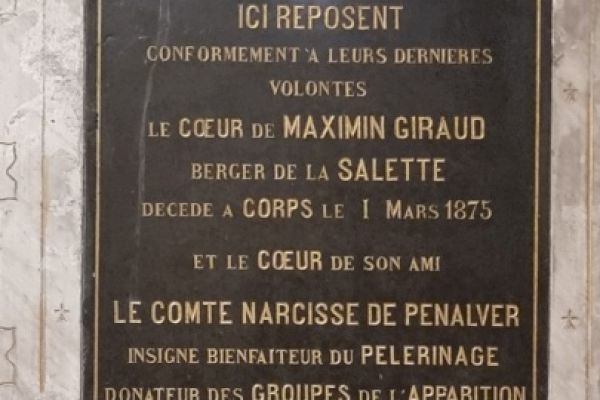 ICI REPOSENT
CONFORMEMENT A LEURS DERNIERES
VOLONTES
LE CŒUR DE MAXIMIN GIRAUD
BERGER DE LA SALETTE
DECEDE A CORPS LE 1 MARS 1875
ET LE CŒUR DE SON AMI
LE COMTE NARCISSE DE PENALVER
INSIGNE BIENFAITEUR DU PELERINAGE
DONATEUR DES GROUPES DE L'APPARITION